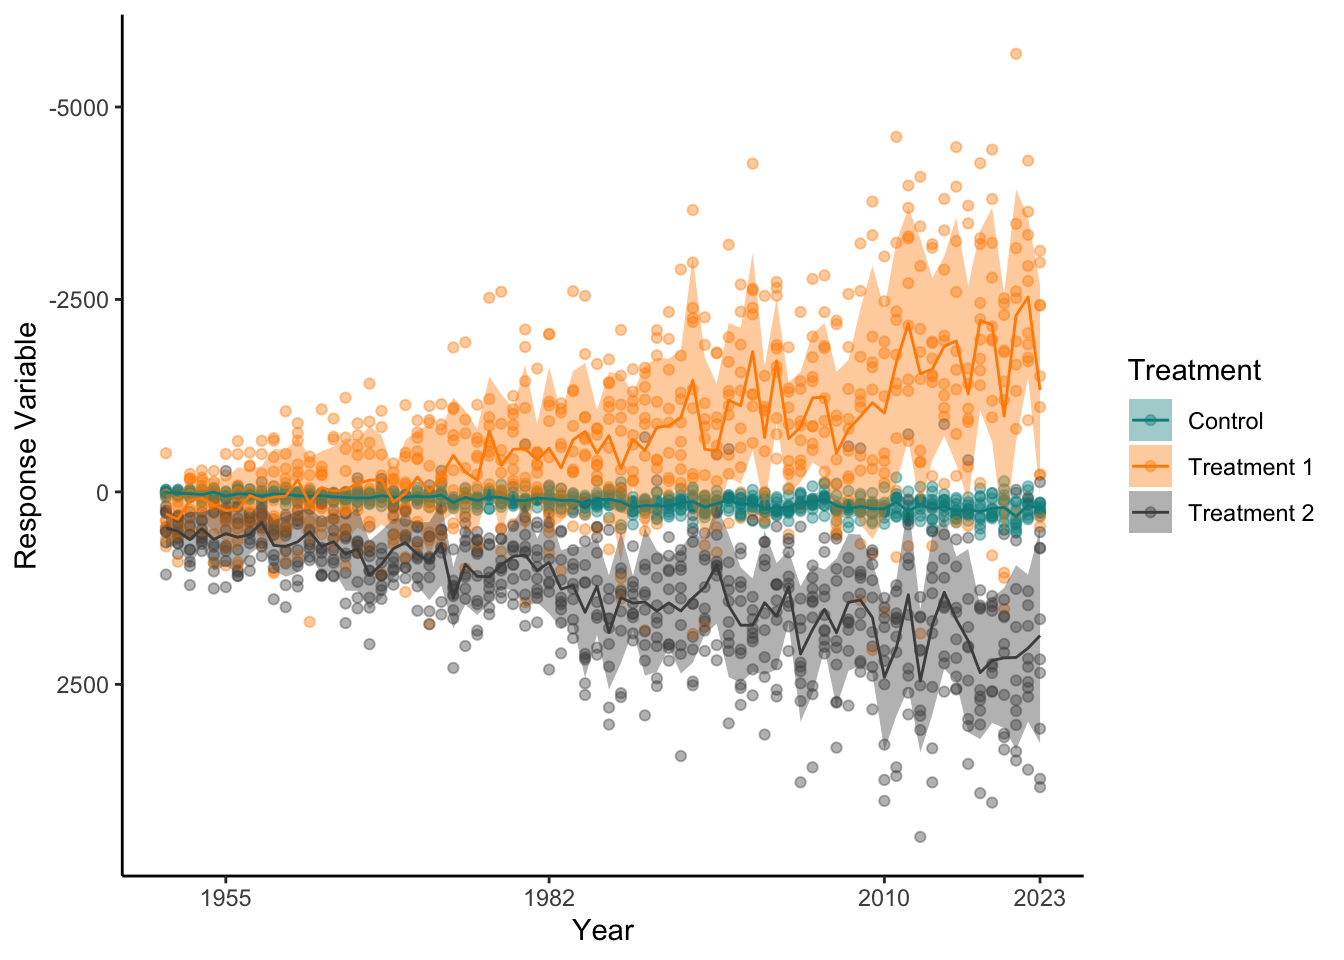 Response Variable
-5000
-2500
0
2500
1955
1982
2010
2023
Year
Treatment
Control
Treatment 1
Treatment 2